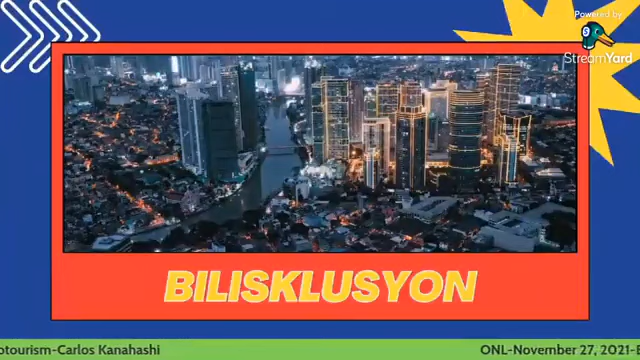 Powered by
StreamYard
BILISKLUSYON
otourism-Carlos Kanahashi
ONL-November 27, 2021-